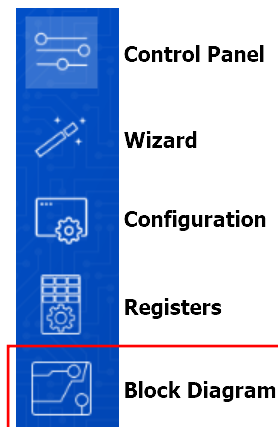 Control Panel
Wizard
Configuration
Registers
Block Diagram